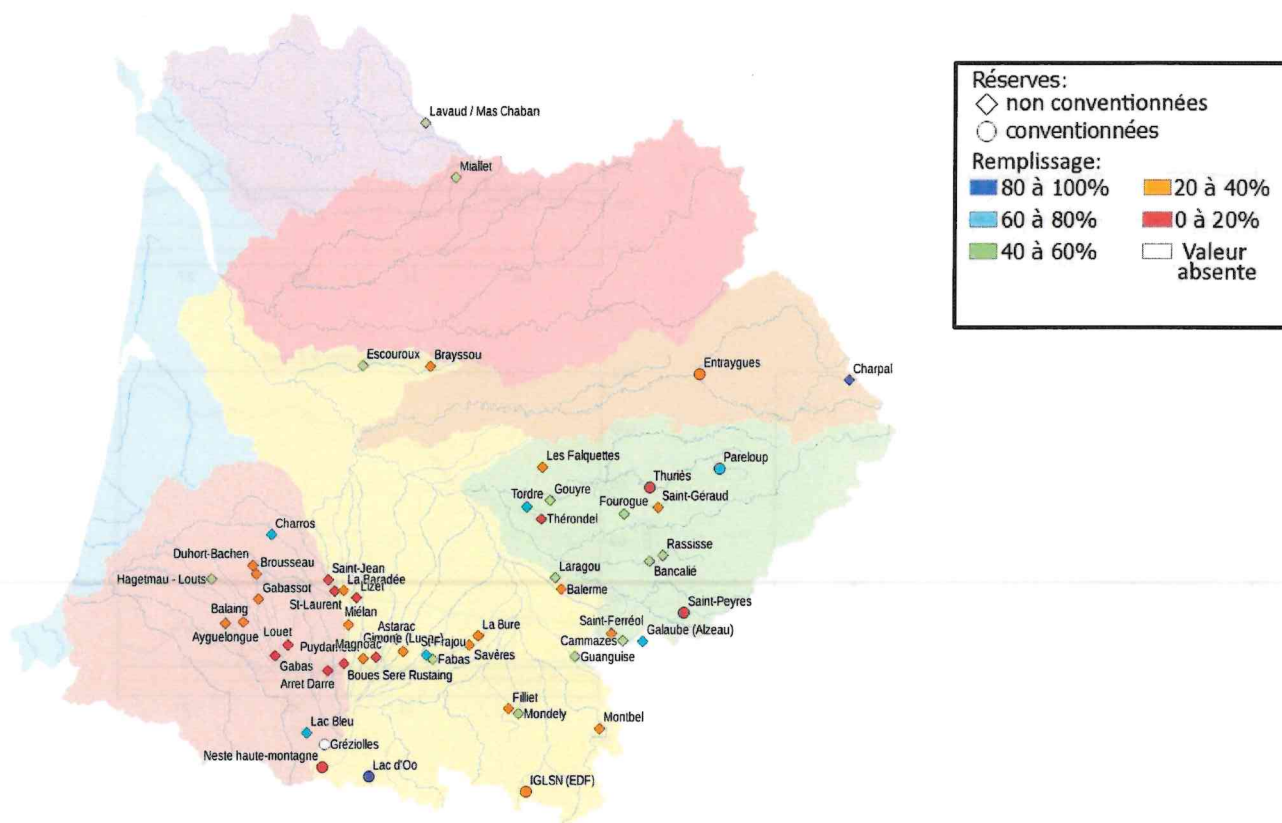 Réserves:
non conventionnées
conventionnées
Remplissage:
80 à 100%
20 à 40%
60 à 80%
0 à 20%
40 à 60%
Valeur
absente
Lavaud / Mas Chaban
Miallet
Escouroux
Brayssou
Entraygues
Charpal
Les Falquettes
Pareloup
Thuriès
Gouyre
Tordre
Fourogue
Saint-Géraud
Thérondel
Charros
Duhort-Bachen
Brousseau
Rassisse
Saint-Jean
Laragou
Hagetmau - Louts
La Baradée
Lizet
Bancalié
Gabassot
St-Laurent
Balerme
Balaing
Miélan
Saint-Peyres
Ayguelongue
Louet
Astarac
La Bure
Saint-Ferréol
Galaube (Alzeau)
Magnoac
St-Frajou
Cammazes
Gabas
Fabas
Savères
Guanguise
Arret Darre
Boues Sere Rustaing
Filliet
Mondely
Montbel
Lac Bleu
Gréziolles
Neste haute-montagne
Lac d'Oo
IGLSN (EDF)